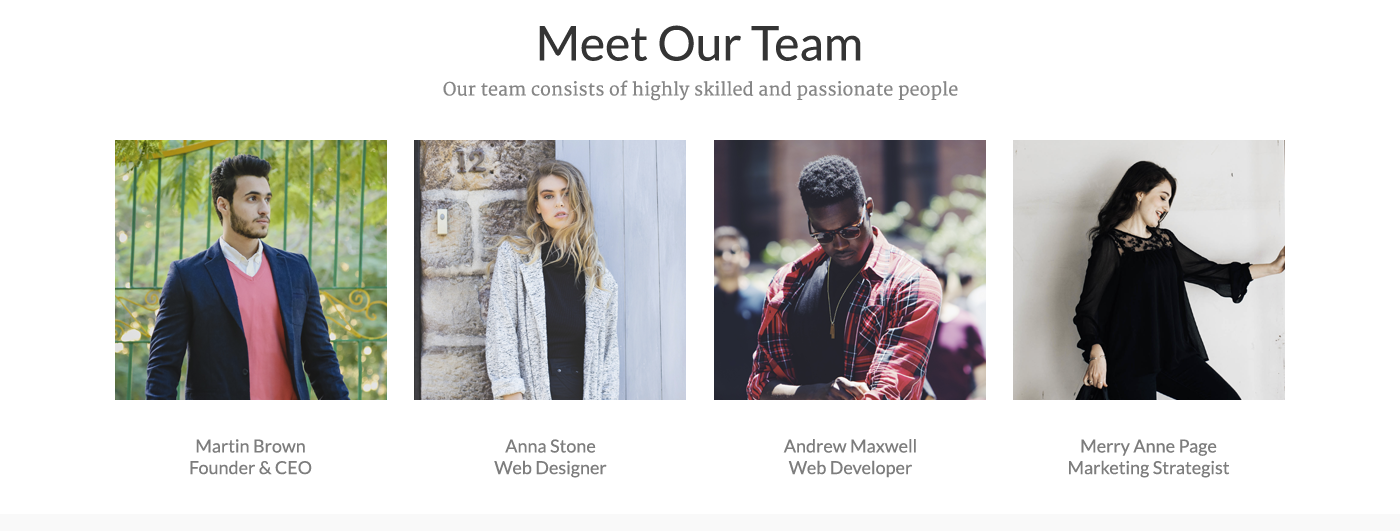 Meet Our Team
Our team consists of highly skilled and passionate people
12
Martin Brown
Founder & CEO
Anna Stone
Web Designer
Andrew Maxwell
Web Developer
Merry Anne Page
Marketing Strategist